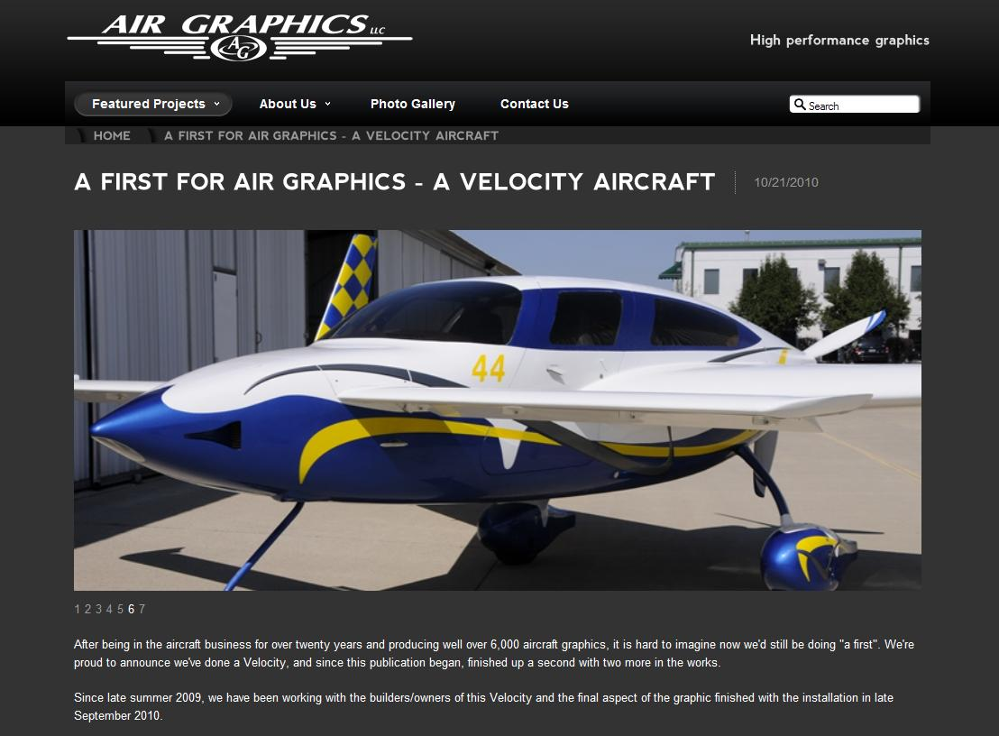 AIR GRAPHICS LLC
AG
High performance graphics
Featured Projects
About Us
Photo Gallery
Contact Us
Search
HOME
A FIRST FOR AIR GRAPHICS - A VELOCITY AIRCRAFT
A FIRST FOR AIR GRAPHICS - A VELOCITY AIRCRAFT
10/21/2010
44
1 2 3 4 5 6 7
After being in the aircraft business for over twenty years and producing well over 6,000 aircraft graphics, it is hard to imagine now we'd still be doing "a first". We're
proud to announce we've done a Velocity, and since this publication began, finished up a second with two more in the works.
Since late summer 2009, we have been working with the builders/owners of this Velocity and the final aspect of the graphic finished with the installation in late
September 2010.